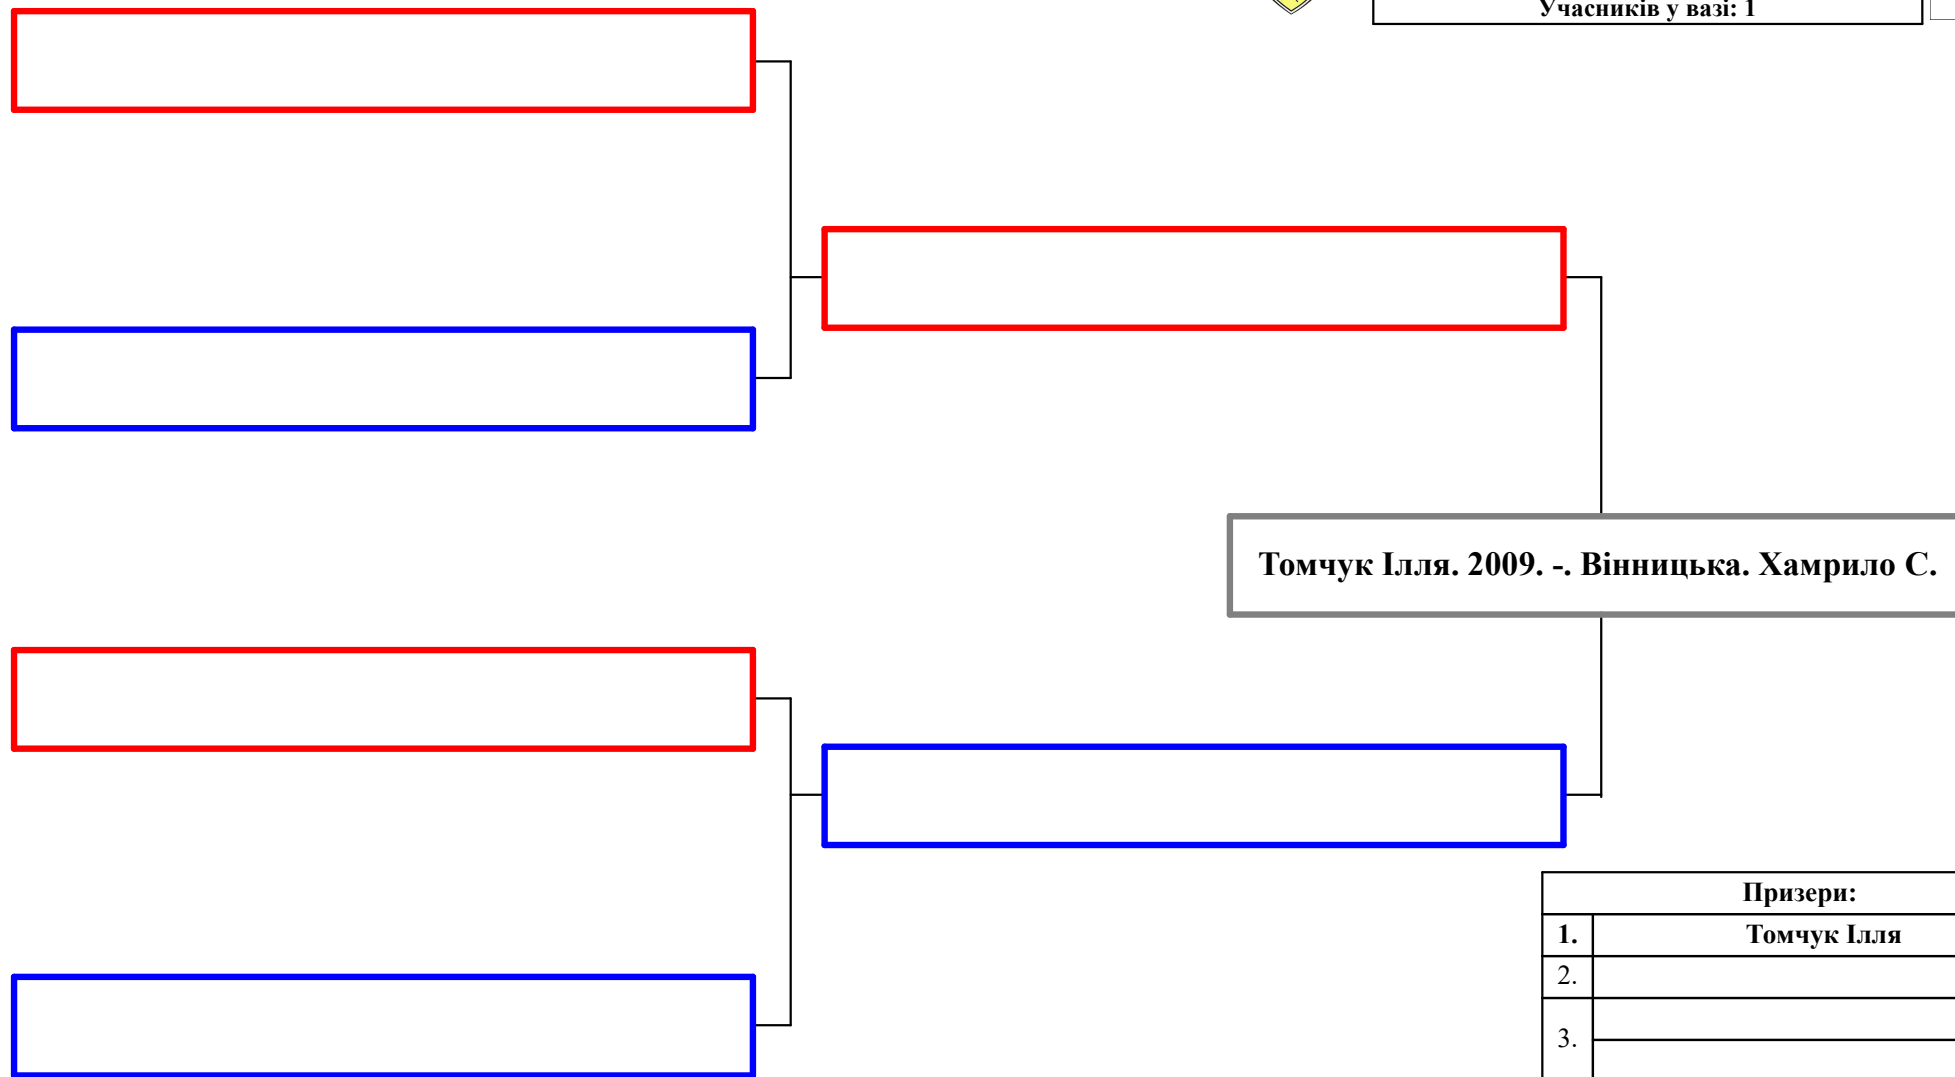 Учасників у вазі: 1
Томчук Ілля. 2009. -. Вінницька. Хамрило С.
Призери:
1. Томчук Ілля
2.
3.